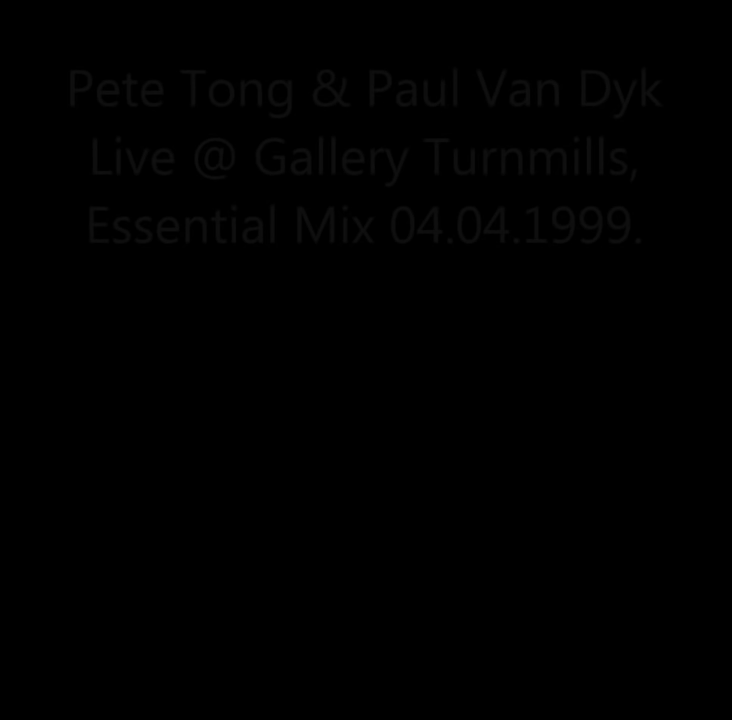 Pete Tong & Paul Van Dyk
Live @ Gallery Turnmills,
Essential Mix 04.04.1999.